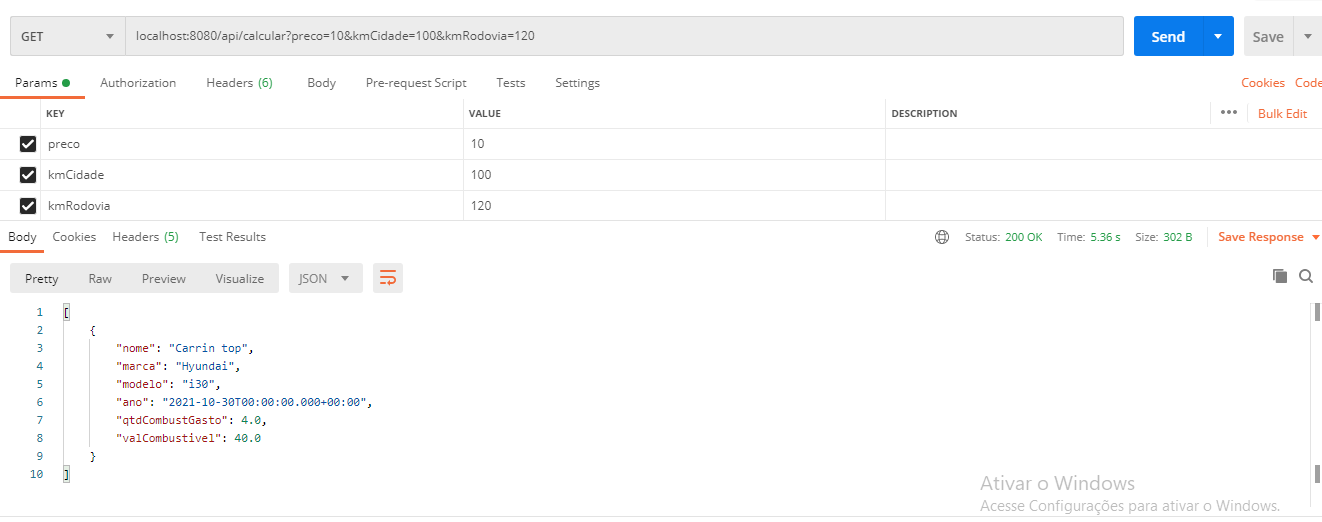 GET localhost:8080/api/calcular?preco=10&kmCidade=100&kmRodovia=120 Send Save
Params Authorization Headers (6) Body Pre-request Script Tests Settings Cookies Code
KEY VALUE DESCRIPTION ••• Bulk Edit
preco 10
kmCidade 100
kmRodovia 120
Body Cookies Headers (5) Test Results Status: 200 OK Time: 5.36 s Size: 302 B Save Response
Pretty Raw Preview Visualize JSON
1 [
2 {
3 "nome": "Carrin top",
4 "marca": "Hyundai",
5 "modelo": "i30",
6 "ano": "2021-10-30T00:00:00.000+00:00",
7 "qtdCombustGasto": 4.0,
8 "valCombustivel": 40.0
9 }
10 ]
Ativar o Windows
Acesse Configurações para ativar o Windows.